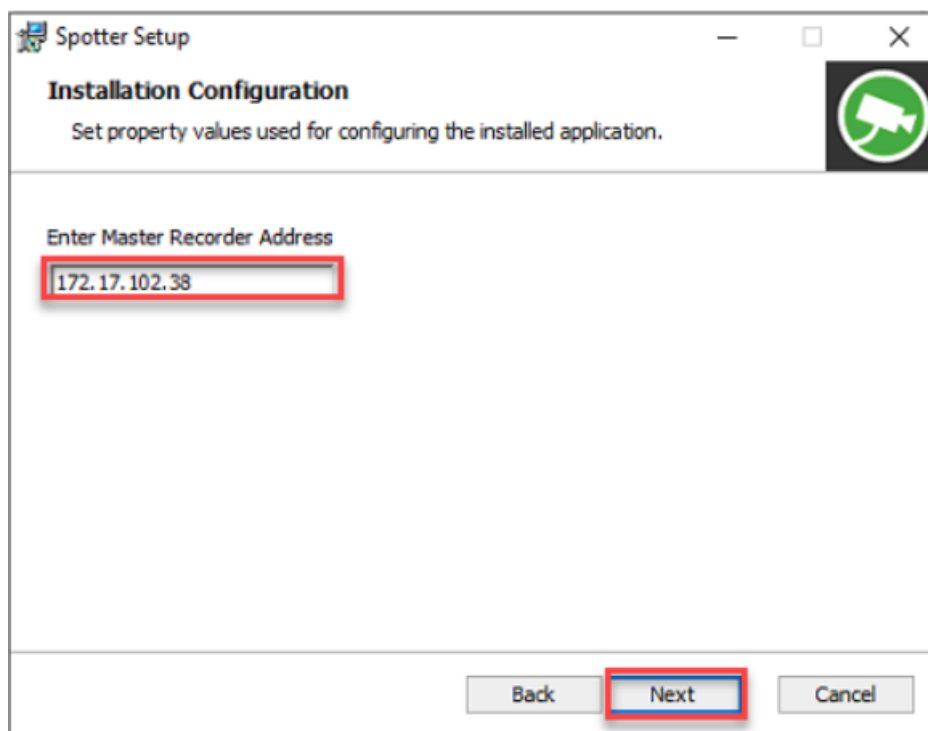 Spotter Setup
Installation Configuration
Set property values used for configuring the installed application.
Enter Master Recorder Address
172.17.102.38
Back Next Cancel